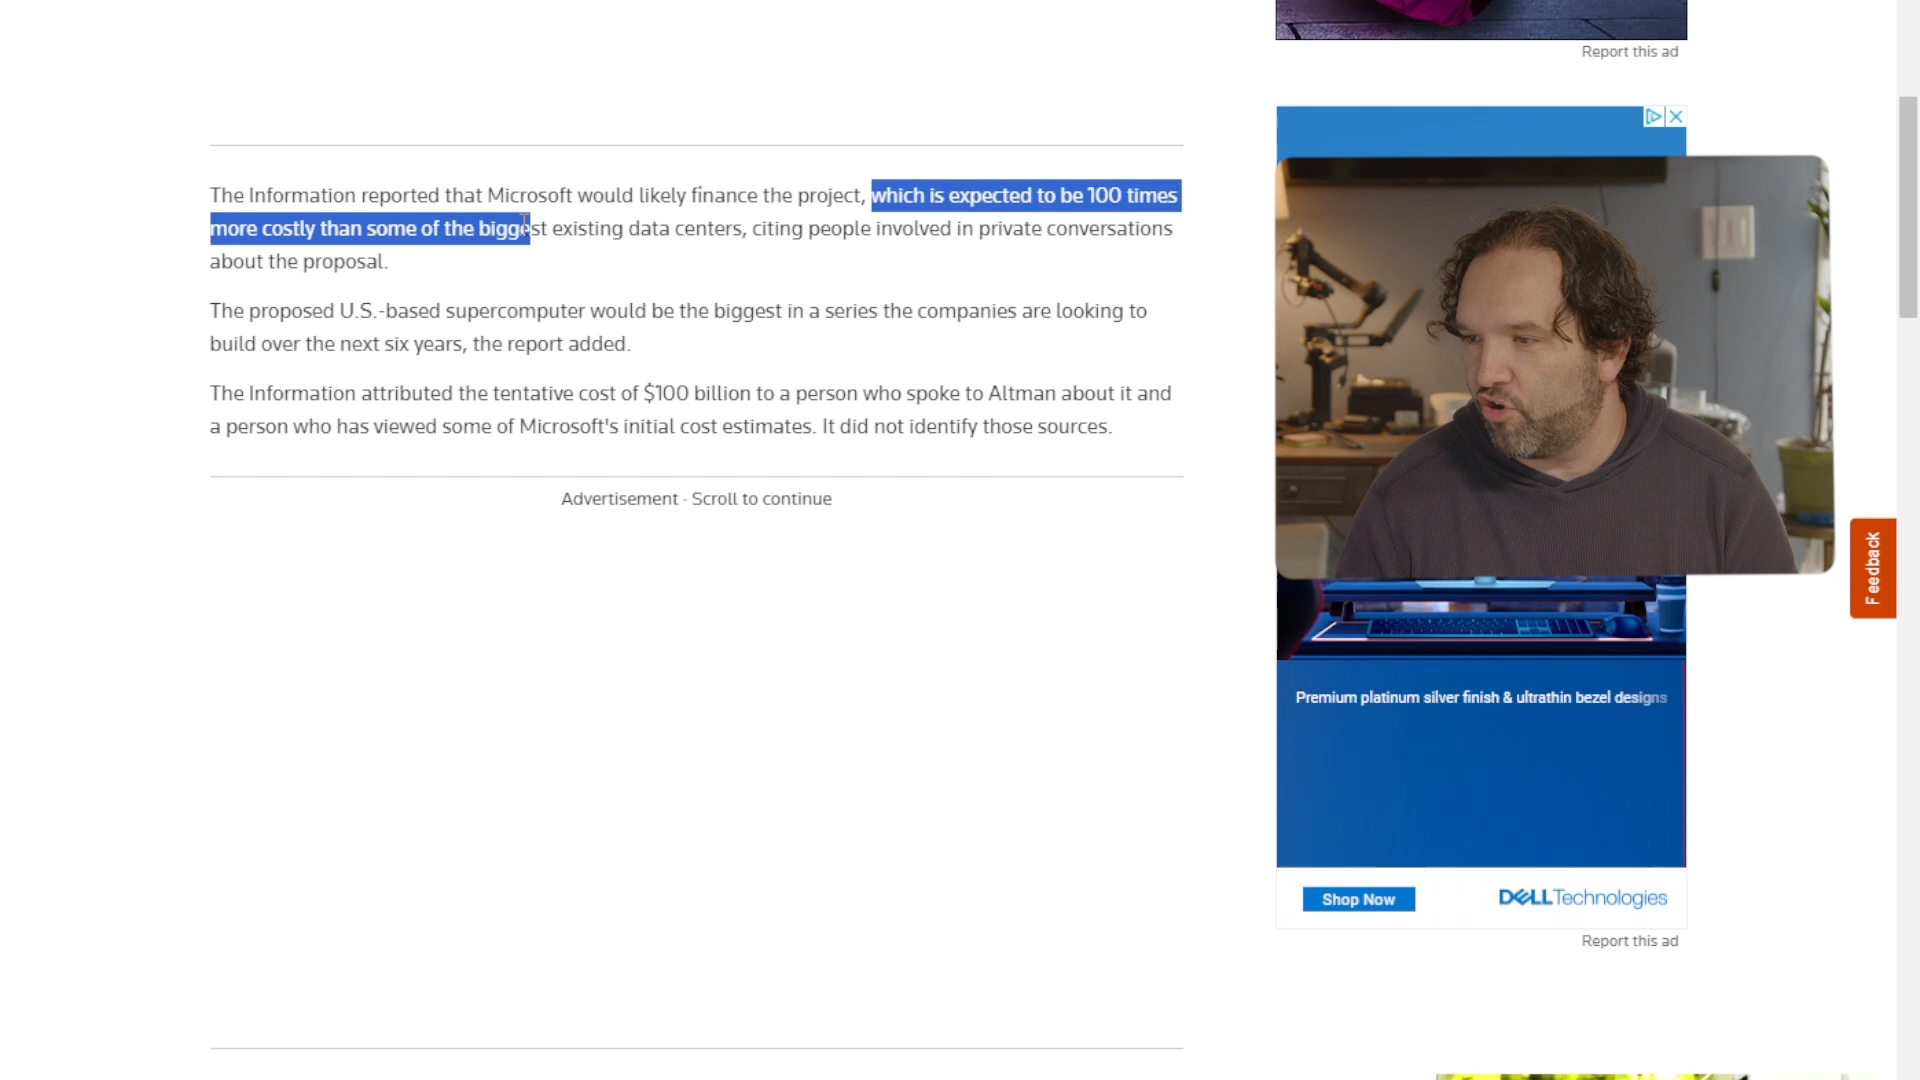 Report this ad
The Information reported that Microsoft would likely finance the project, which is expected to be 100 times
more costly than some of the biggest existing data centers, citing people involved in private conversations
about the proposal.
The proposed U.S.-based supercomputer would be the biggest in a series the companies are looking to
build over the next six years, the report added.
The Information attributed the tentative cost of $100 billion to a person who spoke to Altman about it and
a person who has viewed some of Microsoft's initial cost estimates. It did not identify those sources.
Advertisement · Scroll to continue
Feedback
Premium platinum silver finish & ultrathin bezel designs
Shop Now
DELLTechnologies
Report this ad